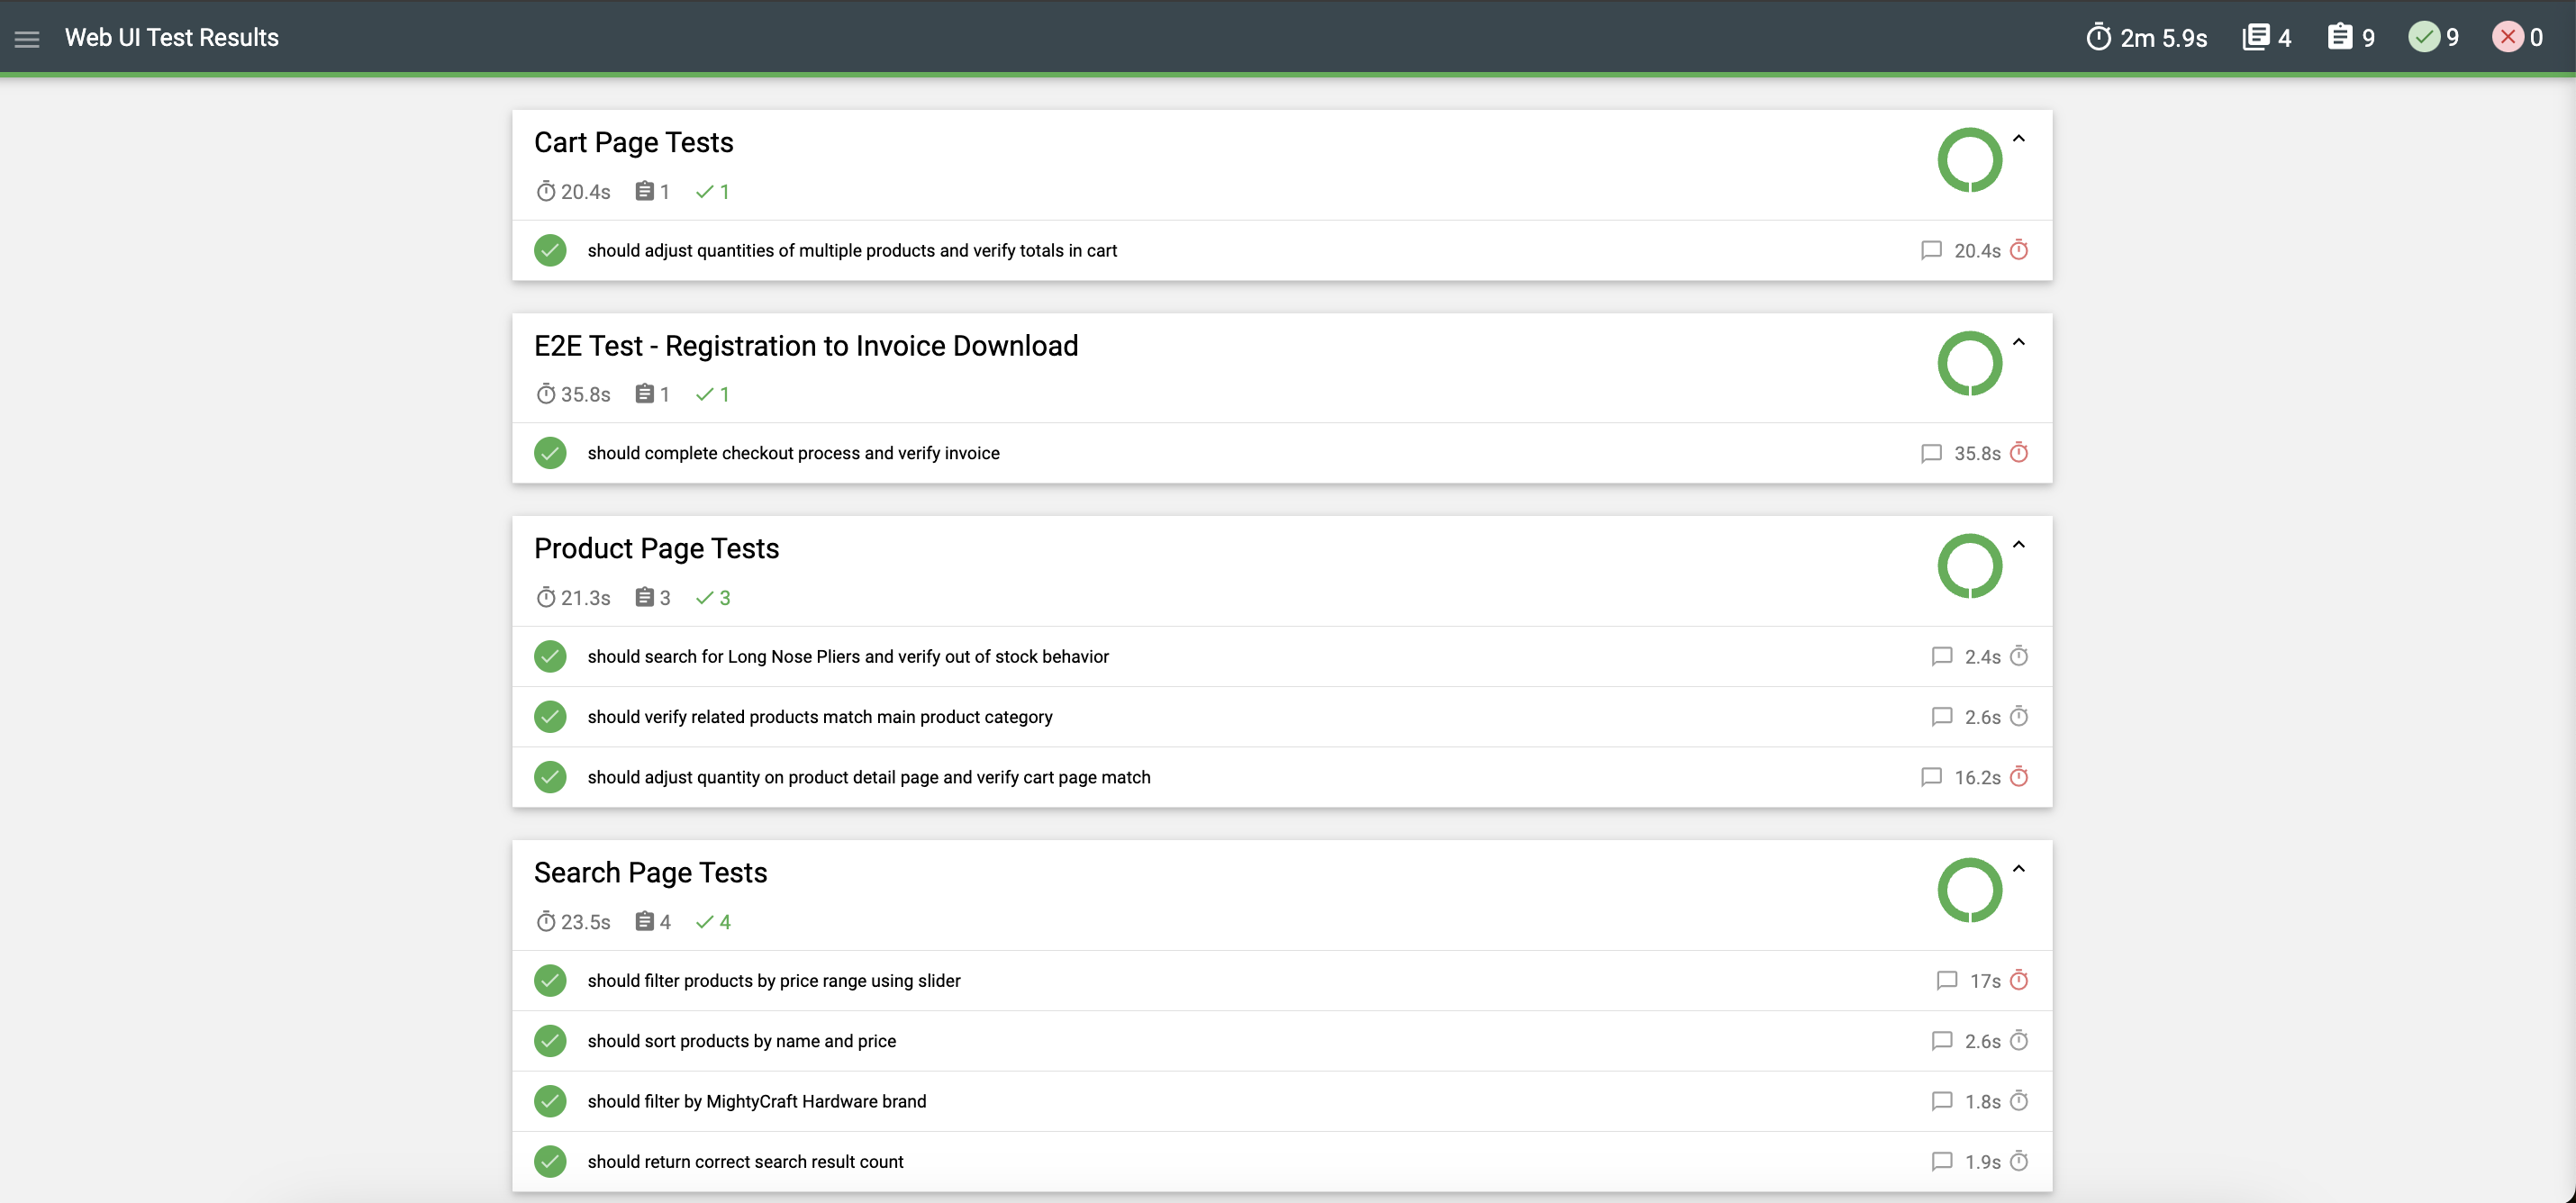 Web UI Test Results 2m 5.9s 4 9 9 0
Cart Page Tests
20.4s 1 1
should adjust quantities of multiple products and verify totals in cart 20.4s
E2E Test - Registration to Invoice Download
35.8s 1 1
should complete checkout process and verify invoice 35.8s
Product Page Tests
21.3s 3 3
should search for Long Nose Pliers and verify out of stock behavior 2.4s
should verify related products match main product category 2.6s
should adjust quantity on product detail page and verify cart page match 16.2s
Search Page Tests
23.5s 4 4
should filter products by price range using slider 17s
should sort products by name and price 2.6s
should filter by MightyCraft Hardware brand 1.8s
should return correct search result count 1.9s